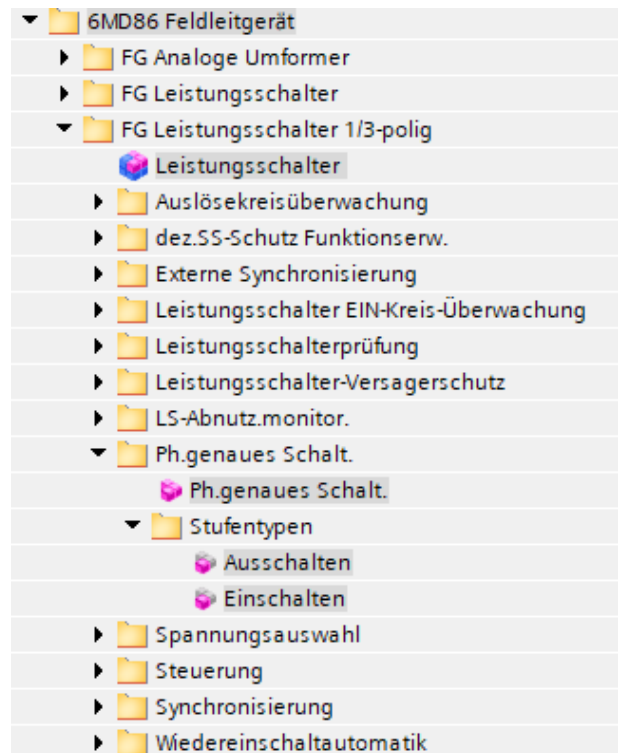 6MD86 Feldleitgerät
FG Analoge Umformer
FG Leistungsschalter
FG Leistungsschalter 1/3-polig
Leistungsschalter
Auslösekreisüberwachung
dez.SS-Schutz Funktionserw.
Externe Synchronisierung
Leistungsschalter EIN-Kreis-Überwachung
Leistungsschalterprüfung
Leistungsschalter-Versagerschutz
LS-Abnutz.monitor.
Ph.genaues Schalt.
Ph.genaues Schalt.
Stufentypen
Ausschalten
Einschalten
Spannungsauswahl
Steuerung
Synchronisierung
Wiedereinschaltautomatik